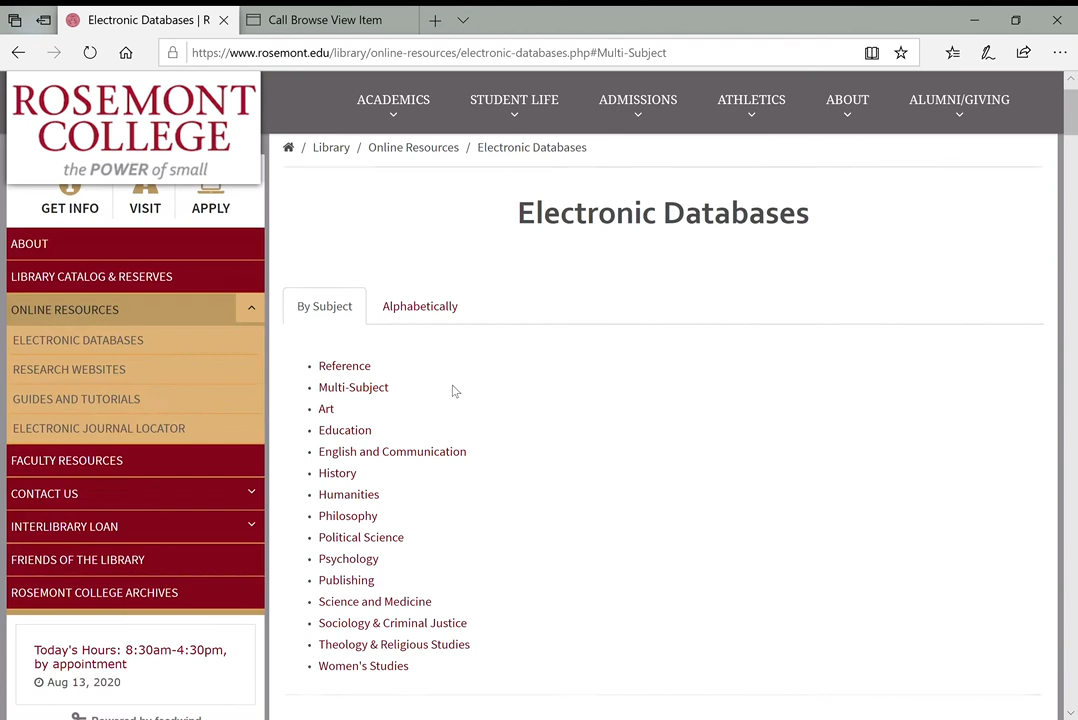 Electronic Databases | R
Call Browse View Item
https://www.rosemont.edu/library/online-resources/electronic-databases.php#Multi-Subject
ROSEMONT
COLLEGE
the POWER of small
ACADEMICS
STUDENT LIFE
ADMISSIONS
ATHLETICS
ABOUT
ALUMNI/GIVING
GET INFO
VISIT
APPLY
ABOUT
LIBRARY CATALOG & RESERVES
ONLINE RESOURCES
ELECTRONIC DATABASES
RESEARCH WEBSITES
GUIDES AND TUTORIALS
ELECTRONIC JOURNAL LOCATOR
FACULTY RESOURCES
CONTACT US
INTERLIBRARY LOAN
FRIENDS OF THE LIBRARY
ROSEMONT COLLEGE ARCHIVES
Today's Hours: 8:30am-4:30pm,
by appointment
Aug 13, 2020
Powered by feedwind
/ Library / Online Resources / Electronic Databases
Electronic Databases
By Subject
Alphabetically
• Reference
• Multi-Subject
• Art
• Education
• English and Communication
• History
• Humanities
• Philosophy
• Political Science
• Psychology
• Publishing
• Science and Medicine
• Sociology & Criminal Justice
• Theology & Religious Studies
• Women's Studies